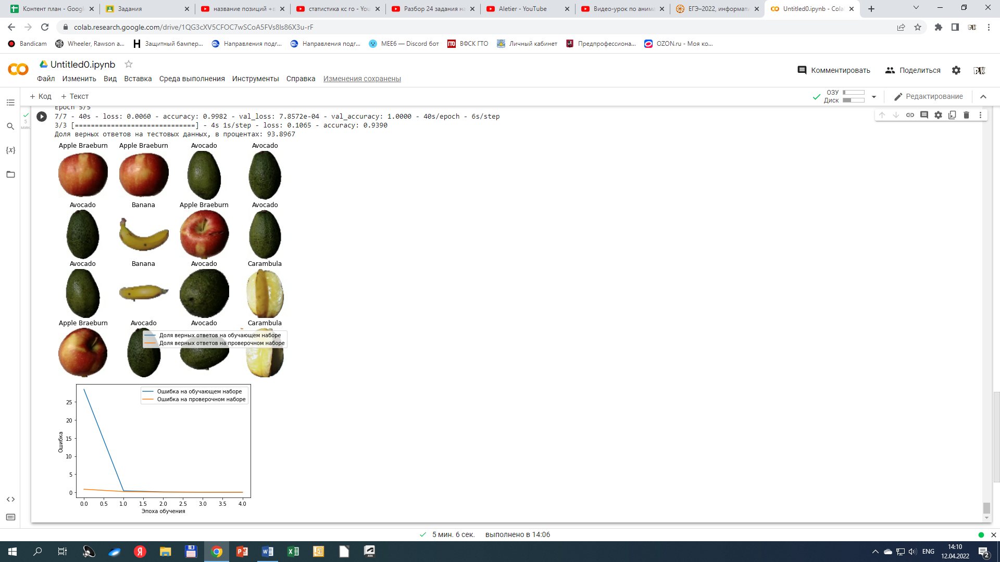 Контент план - Googl
Задания
название позиций +в
статистика кс го - You
Разбор 24 задания на
Aletier - YouTube
Видео-урок по анима
ЕГЭ–2022, информати
Untitled0.ipynb - Cola
colab.research.google.com/drive/1QG3cXV5CFOC7wSCoA5FVs8Is86X3u-rF
Bandicam
Wheeler, Rawson a...
Защитный бампер...
Направления подг...
Направления подг...
MEE6 — Discord бот
ВФСК ГТО
Личный кабинет
Предпрофессиона...
OZON.ru - Моя ко...
Untitled0.ipynb
Файл Изменить Вид Вставка Среда выполнения Инструменты Справка Изменения сохранены
Комментировать
Поделиться
+ Код + Текст
ОЗУ
Диск
Редактирование
5
мин.
Epoch 5/5
7/7 - 40s - loss: 0.0060 - accuracy: 0.9982 - val_loss: 7.8572e-04 - val_accuracy: 1.0000 - 40s/epoch - 6s/step
3/3 [==============================] - 4s 1s/step - loss: 0.1065 - accuracy: 0.9390
Доля верных ответов на тестовых данных, в процентах: 93.8967
Apple Braeburn Apple Braeburn Avocado Avocado
Avocado Banana Apple Braeburn Avocado
Avocado Banana Avocado Carambula
Apple Braeburn Avocado Avocado Carambula
Доля верных ответов на обучающем наборе
Доля верных ответов на проверочном наборе
Ошибка на обучающем наборе
Ошибка на проверочном наборе
25
20
15
10
5
0
Ошибка
0.0 0.5 1.0 1.5 2.0 2.5 3.0 3.5 4.0
Эпоха обучения
5 мин. 6 сек. выполнено в 14:06
ENG
14:10
12.04.2022
2